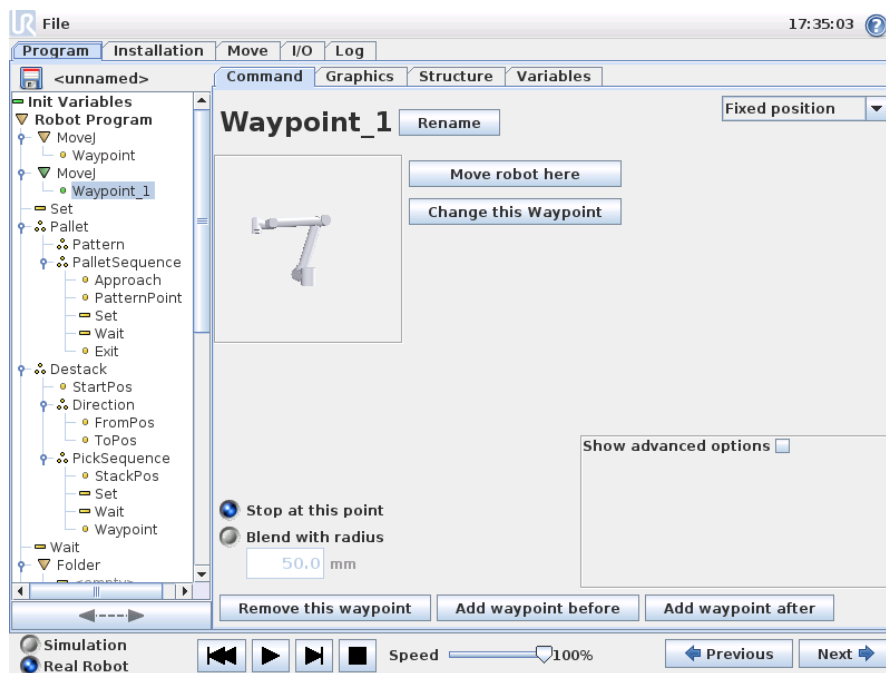 UR File 17:35:03 ?
Program Installation Move I/O Log
<unnamed>
Command Graphics Structure Variables
Init Variables
Robot Program
MoveJ
Waypoint
MoveJ
Waypoint_1
Set
Pallet
Pattern
PalletSequence
Approach
PatternPoint
Set
Wait
Exit
Destack
StartPos
Direction
FromPos
ToPos
PickSequence
StackPos
Set
Wait
Waypoint
Wait
Folder
<empty>
Waypoint_1 Rename
Fixed position
Move robot here
Change this Waypoint
Show advanced options
Stop at this point
Blend with radius
50.0 mm
Remove this waypoint Add waypoint before Add waypoint after
Simulation
Real Robot
Speed 100%
Previous Next